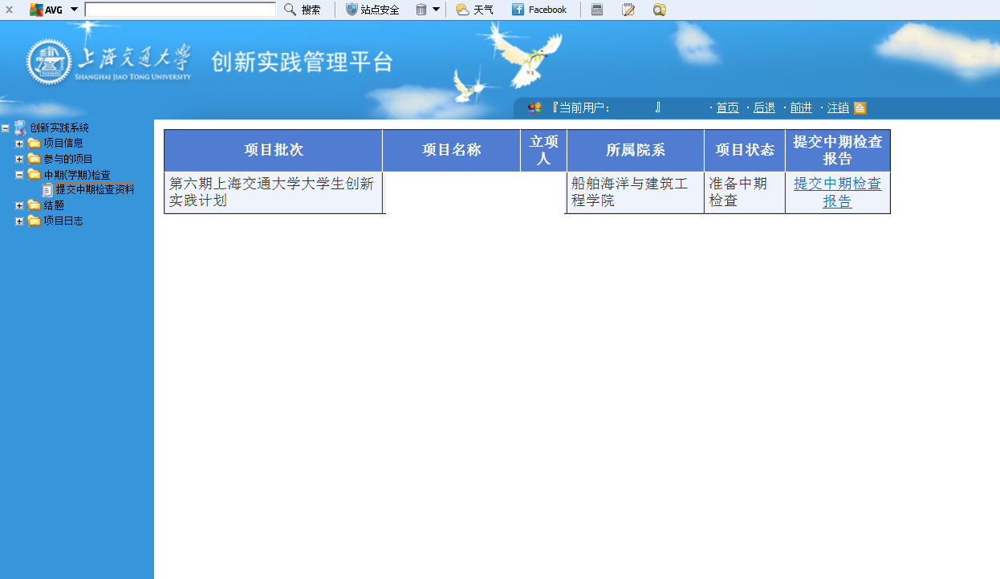 AVG 搜索 站点安全 天气 Facebook
上海交通大学 创新实践管理平台
SHANGHAI JIAO TONG UNIVERSITY
『当前用户: 』 ·首页 ·后退 ·前进 ·注销
创新实践系统
项目信息
参与的项目
中期(学期)检查
提交中期检查资料
结题
项目日志
项目批次 项目名称 立项人 所属院系 项目状态 提交中期检查报告
第六期上海交通大学大学生创新
实践计划
船舶海洋与建筑工
程学院
准备中期
检查
提交中期检查
报告